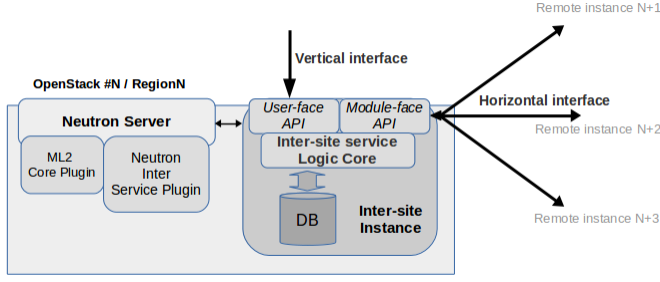 Remote instance N+1
Vertical interface
OpenStack #N / RegionN
User-face
API
Module-face
API
Horizontal interface
Neutron Server
Remote instance N+2
Inter-site service
Logic Core
ML2
Core Plugin
Neutron
Inter
Service Plugin
DB
Inter-site
Instance
Remote instance N+3